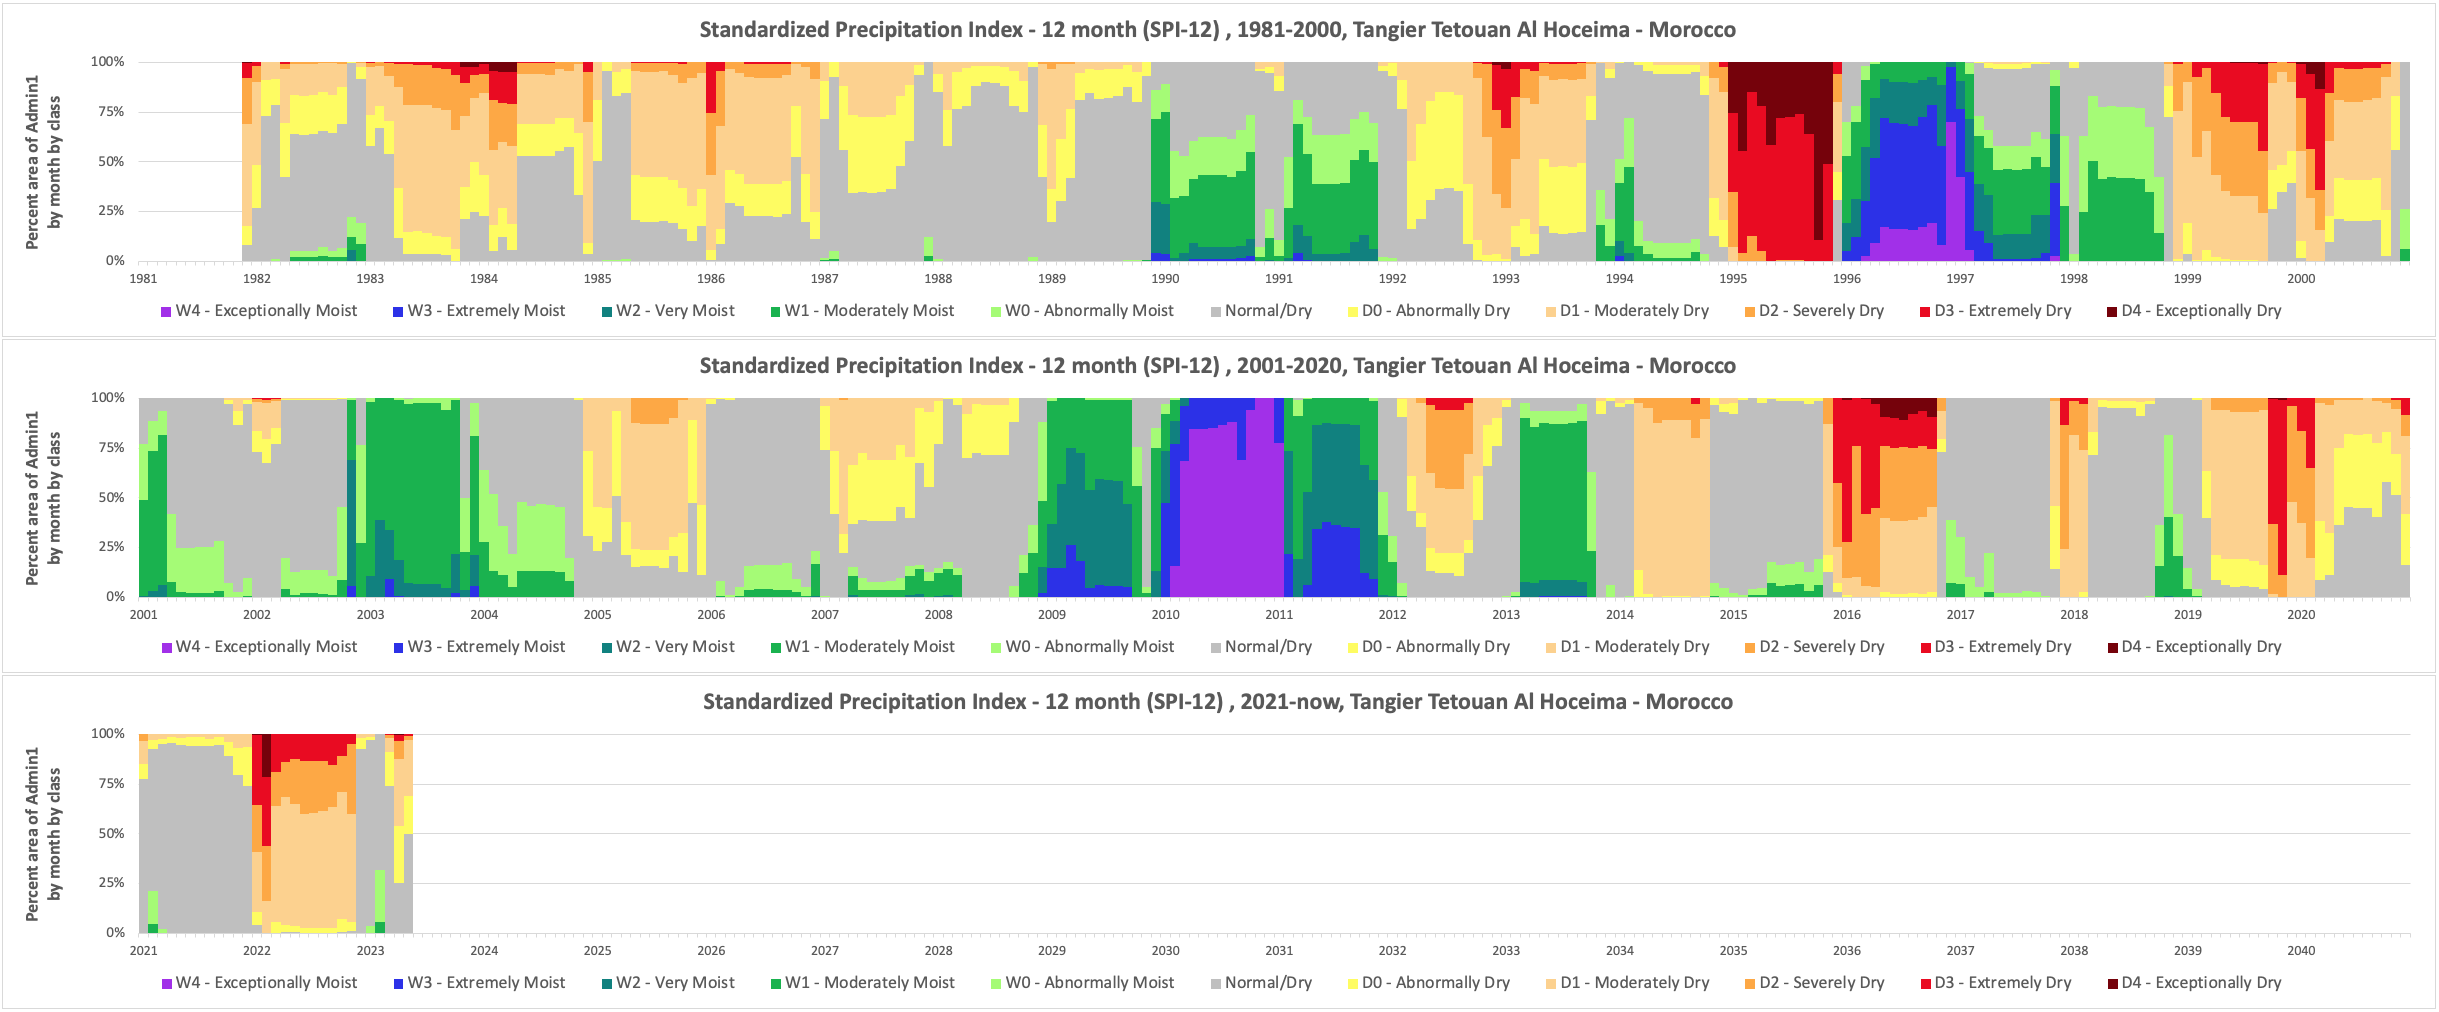 Standardized Precipitation Index - 12 month (SPI-12) , 1981-2000, Tangier Tetouan Al Hoceima - Morocco
Percent area of Admin1
by month by class
100%
75%
50%
25%
0%
1981 1982 1983 1984 1985 1986 1987 1988 1989 1990 1991 1992 1993 1994 1995 1996 1997 1998 1999 2000
W4 - Exceptionally Moist W3 - Extremely Moist W2 - Very Moist W1 - Moderately Moist W0 - Abnormally Moist Normal/Dry D0 - Abnormally Dry D1 - Moderately Dry D2 - Severely Dry D3 - Extremely Dry D4 - Exceptionally Dry
Standardized Precipitation Index - 12 month (SPI-12) , 2001-2020, Tangier Tetouan Al Hoceima - Morocco
Percent area of Admin1
by month by class
100%
75%
50%
25%
0%
2001 2002 2003 2004 2005 2006 2007 2008 2009 2010 2011 2012 2013 2014 2015 2016 2017 2018 2019 2020
W4 - Exceptionally Moist W3 - Extremely Moist W2 - Very Moist W1 - Moderately Moist W0 - Abnormally Moist Normal/Dry D0 - Abnormally Dry D1 - Moderately Dry D2 - Severely Dry D3 - Extremely Dry D4 - Exceptionally Dry
Standardized Precipitation Index - 12 month (SPI-12) , 2021-now, Tangier Tetouan Al Hoceima - Morocco
Percent area of Admin1
by month by class
100%
75%
50%
25%
0%
2021 2022 2023 2024 2025 2026 2027 2028 2029 2030 2031 2032 2033 2034 2035 2036 2037 2038 2039 2040
W4 - Exceptionally Moist W3 - Extremely Moist W2 - Very Moist W1 - Moderately Moist W0 - Abnormally Moist Normal/Dry D0 - Abnormally Dry D1 - Moderately Dry D2 - Severely Dry D3 - Extremely Dry D4 - Exceptionally Dry